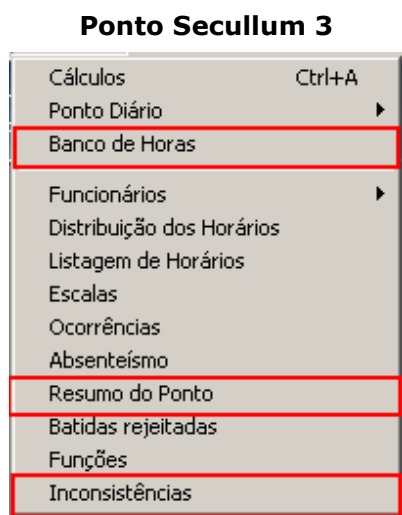 Ponto Secullum 3
Cálculos Ctrl+A
Ponto Diário
Banco de Horas
Funcionários
Distribuição dos Horários
Listagem de Horários
Escalas
Ocorrências
Absenteísmo
Resumo do Ponto
Batidas rejeitadas
Funções
Inconsistências